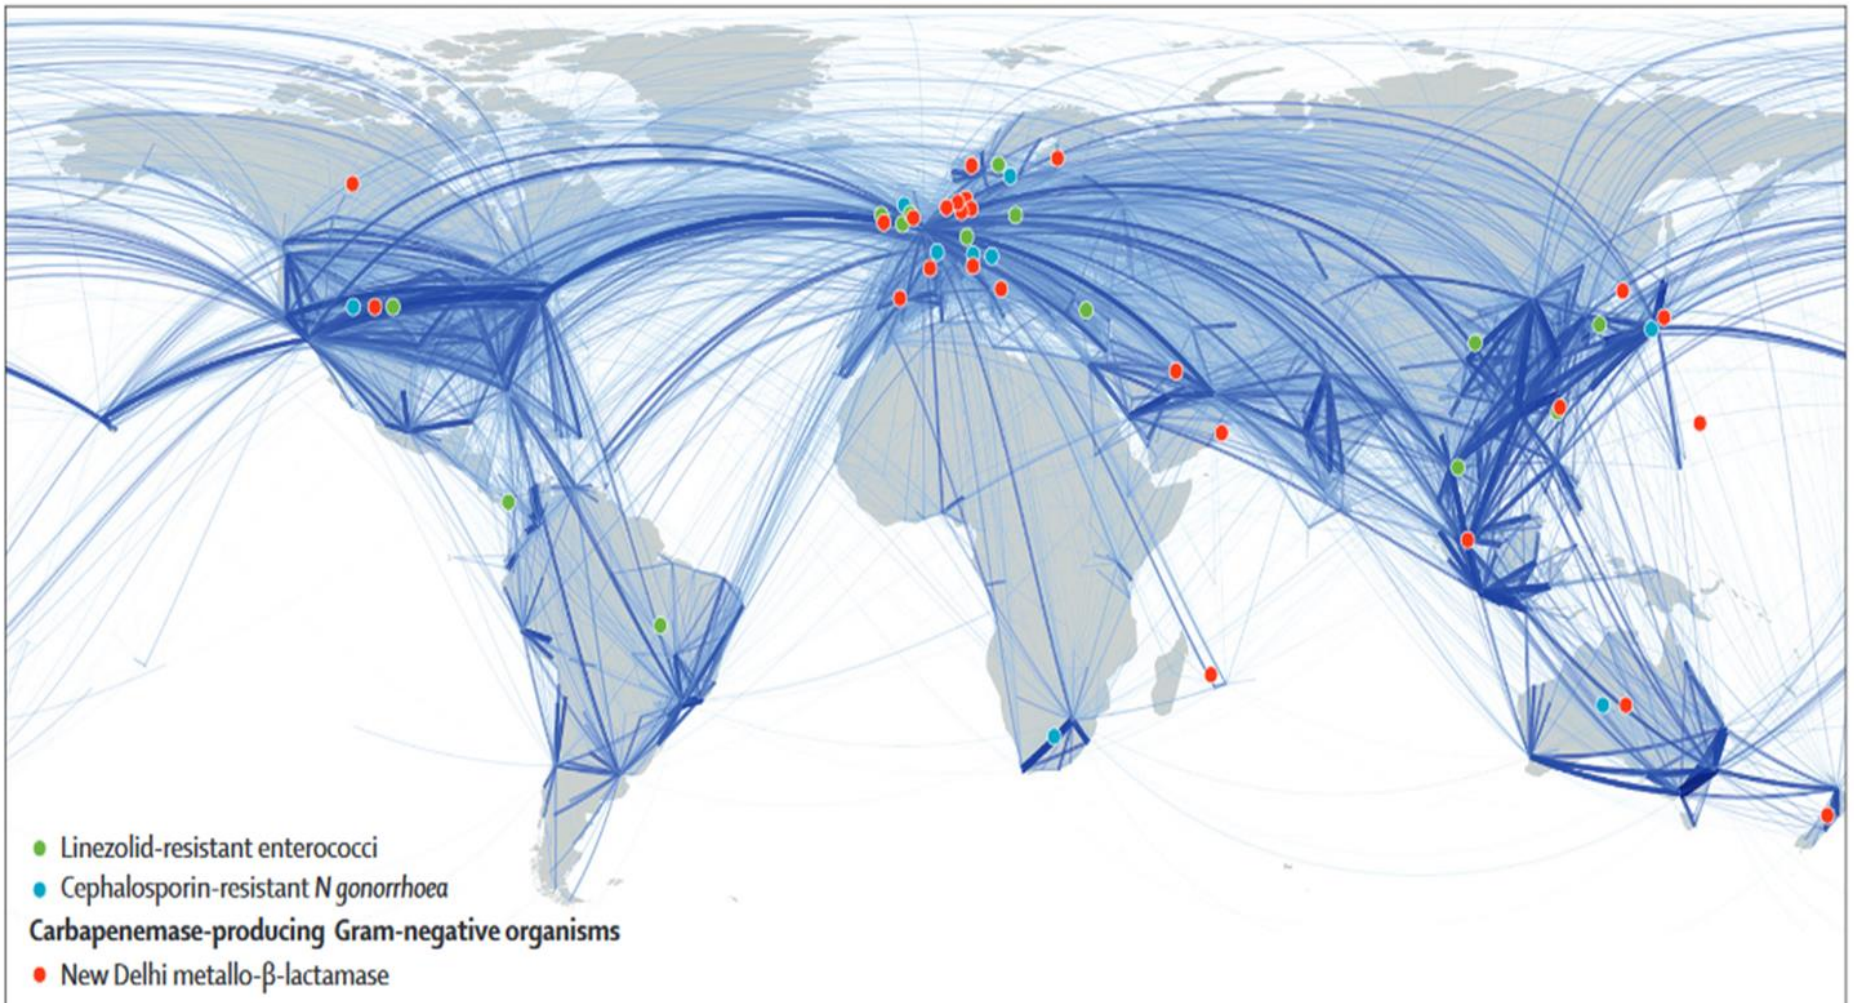 Linezolid-resistant enterococci
Cephalosporin-resistant N gonorrhoea
Carbapenemase-producing Gram-negative organisms
New Delhi metallo-β-lactamase